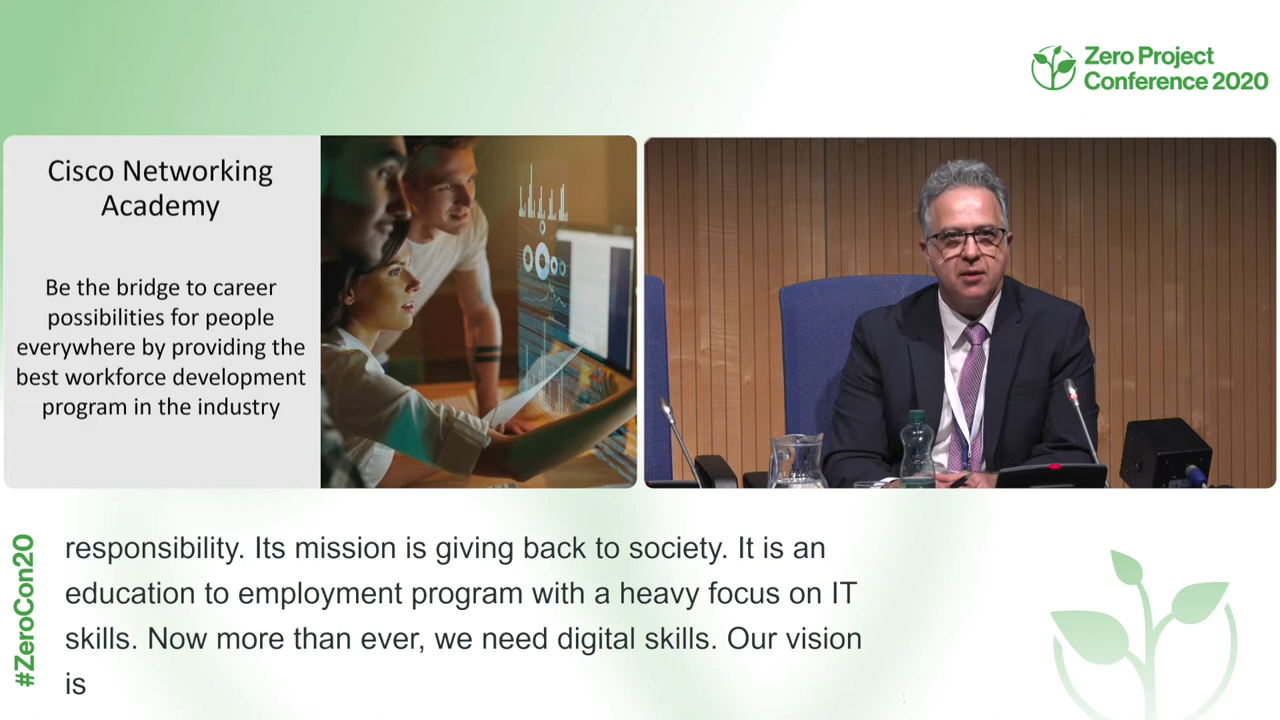 Zero Project
Conference 2020
Cisco Networking
Academy
Be the bridge to career
possibilities for people
everywhere by providing the
best workforce development
program in the industry
#ZeroCon20
responsibility. Its mission is giving back to society. It is an
education to employment program with a heavy focus on IT
skills. Now more than ever, we need digital skills. Our vision
is